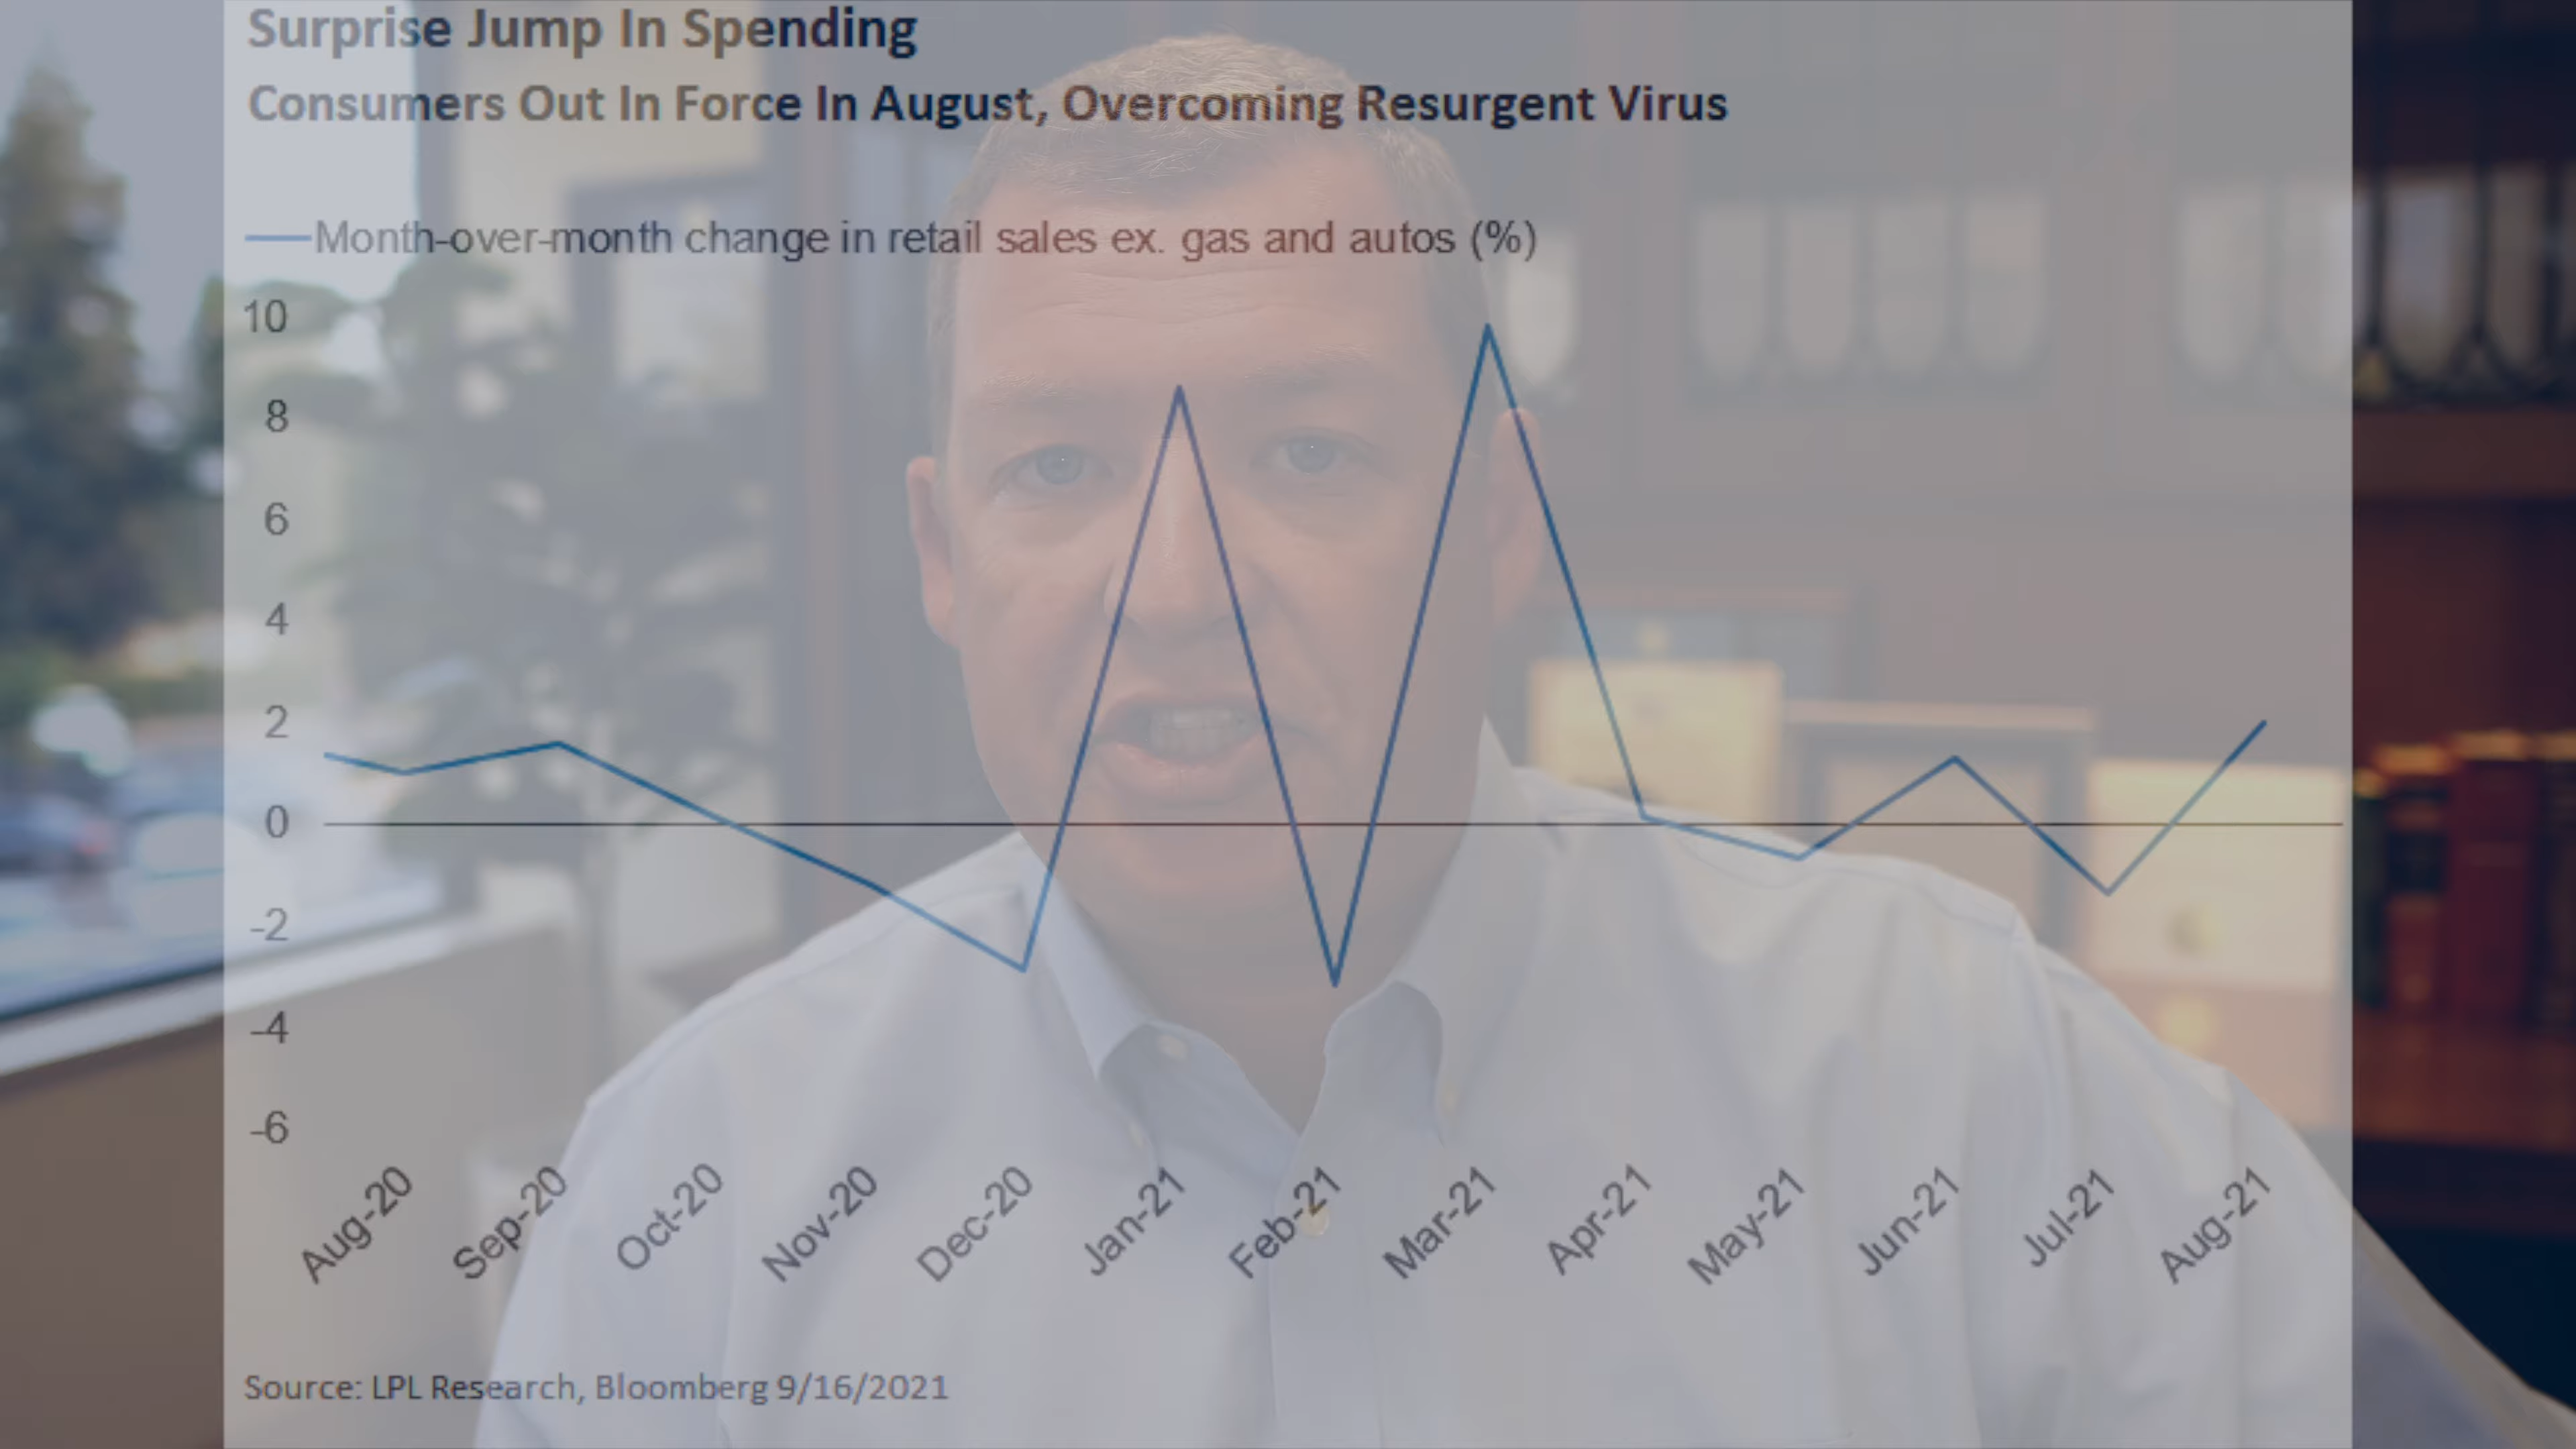 Surprise Jump In Spending
Consumers Out In Force In August, Overcoming Resurgent Virus
Month-over-month change in retail sales ex. gas and autos (%)
10
8
6
4
2
0
-2
-4
-6
Aug-20
Sep-20
Oct-20
Nov-20
Dec-20
Jan-21
Feb-21
Mar-21
Apr-21
May-21
Jun-21
Jul-21
Aug-21
Source: LPL Research, Bloomberg 9/16/2021